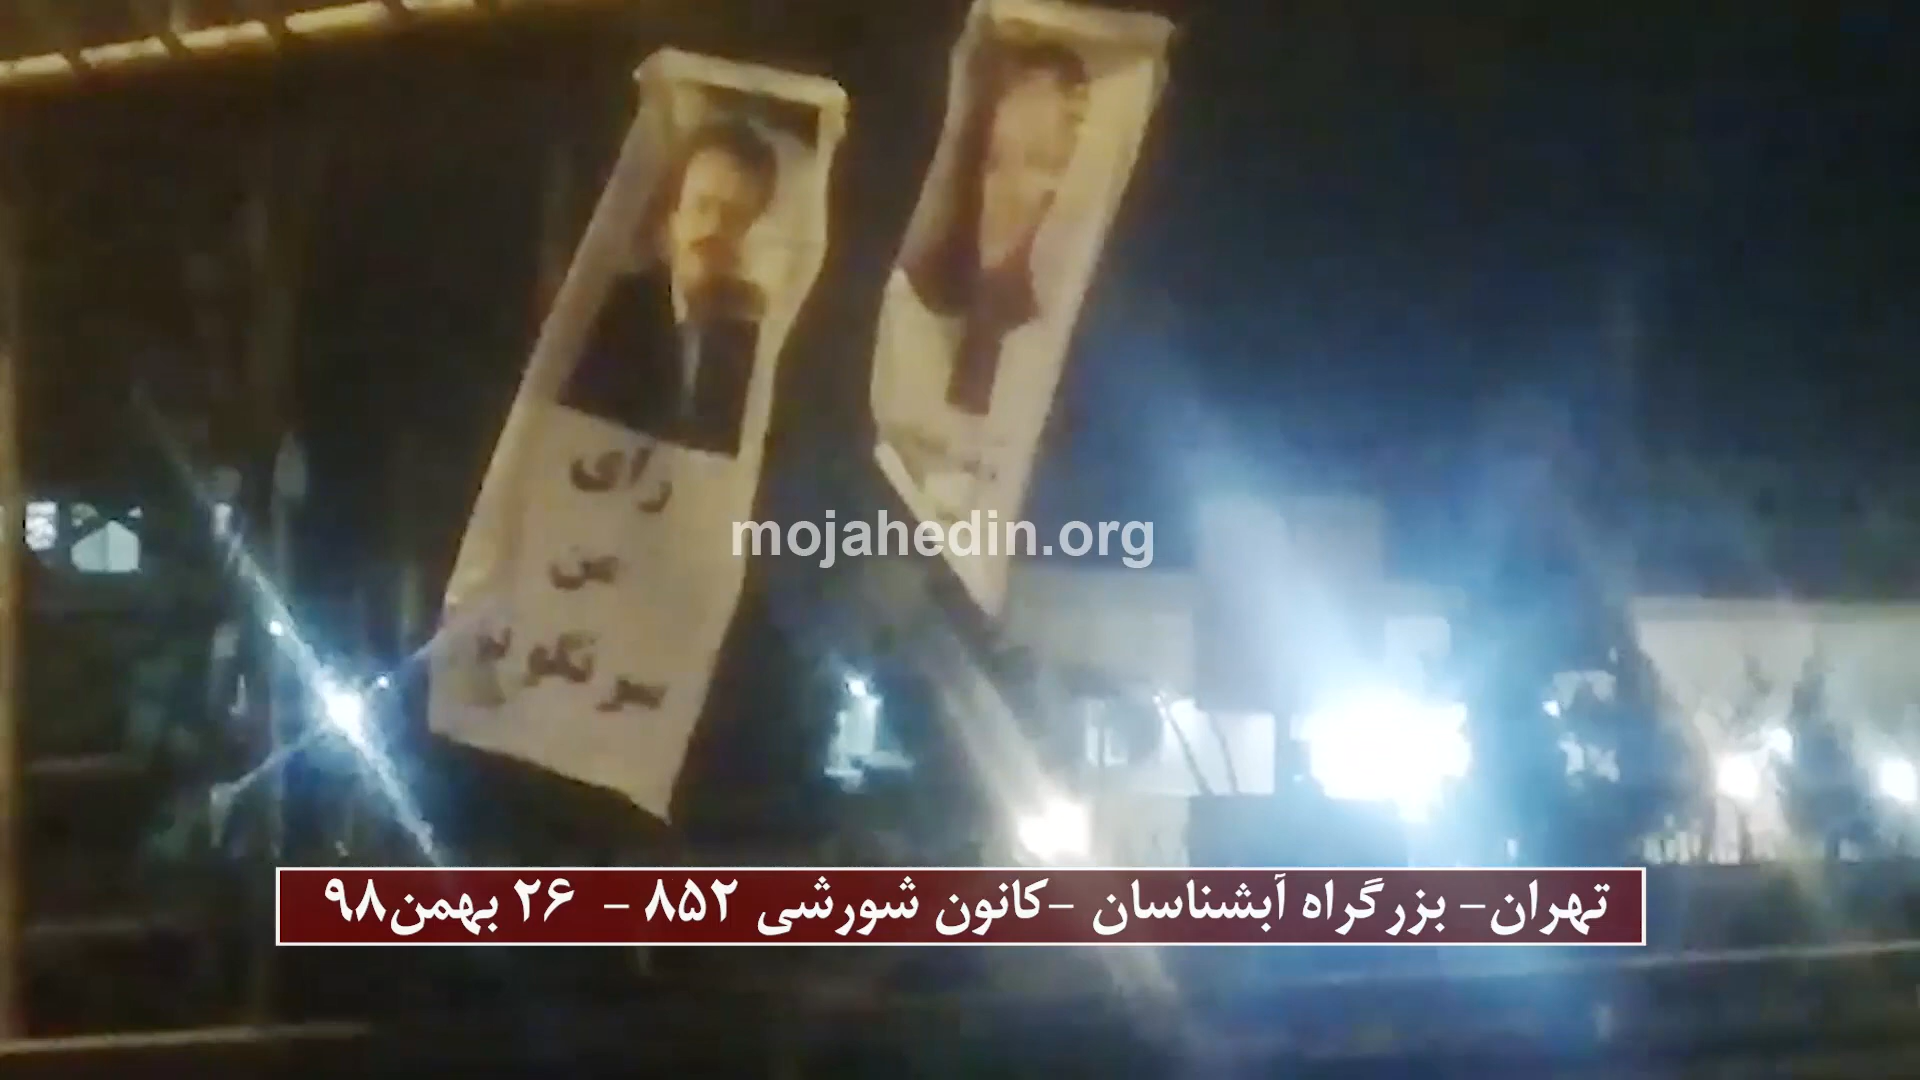 رای
من
سرنگونی
mojahedin.org
تهران- بزرگراه آبشناسان -کانون شورشی ۸۵۲ - ۲۶ بهمن۹۸